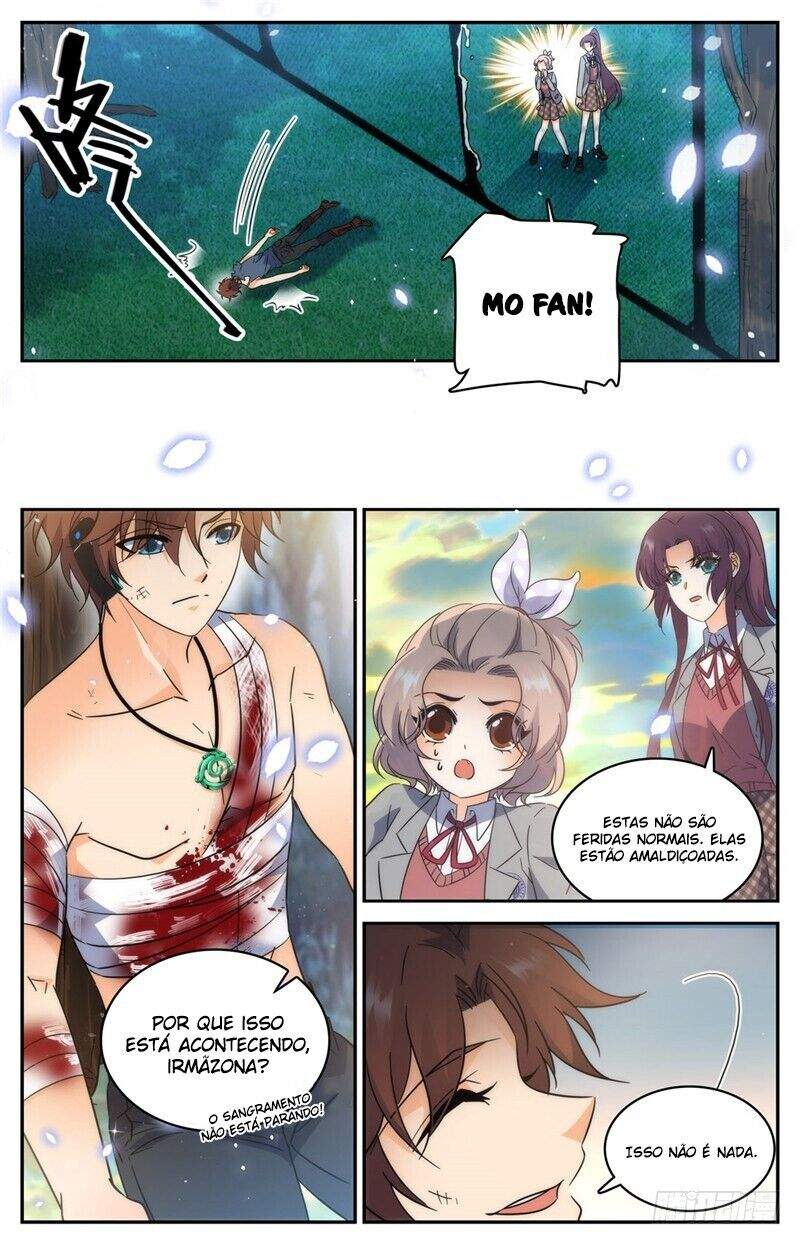 咚
MO FAN!
ESTAS NÃO SÃO
FERIDAS NORMAIS. ELAS
ESTÃO AMALDIÇOADAS.
POR QUE ISSO
ESTÁ ACONTECENDO,
IRMÃZONA?
O SANGRAMENTO
NÃO ESTÁ PARANDO!
ISSO NÃO É NADA.